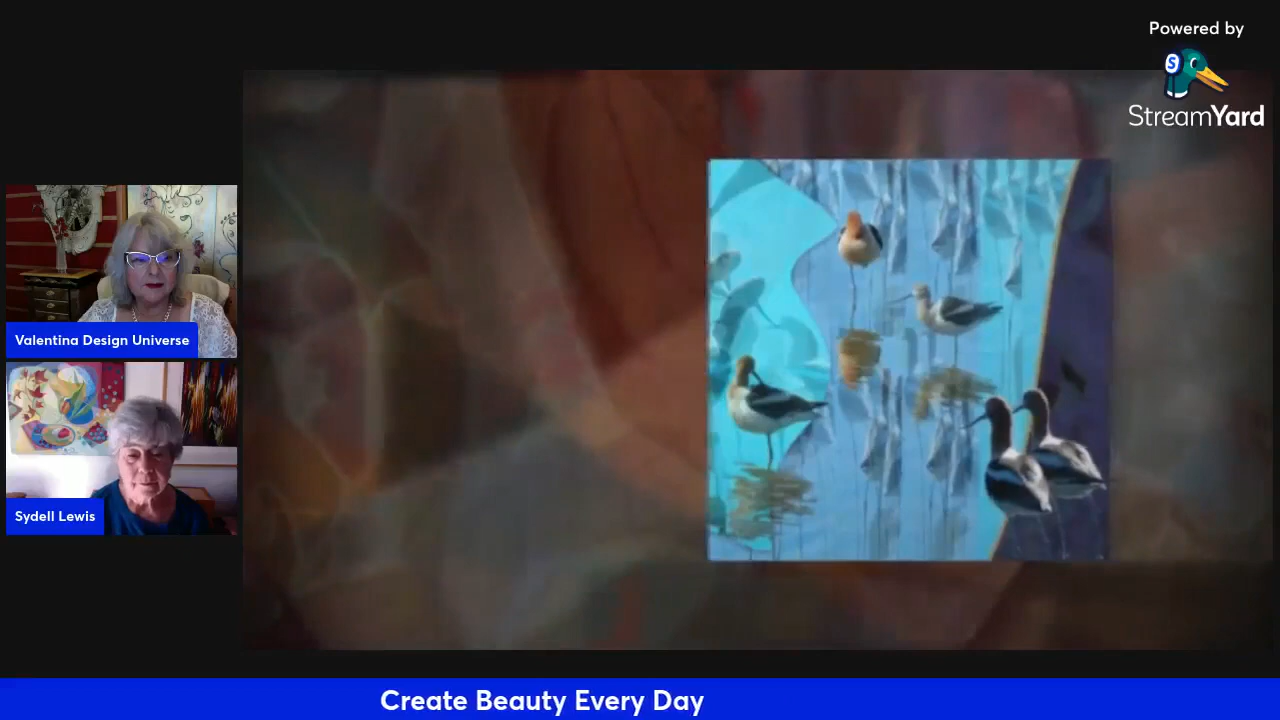 Powered by
S
StreamYard
Valentina Design Universe
Sydell Lewis
Create Beauty Every Day